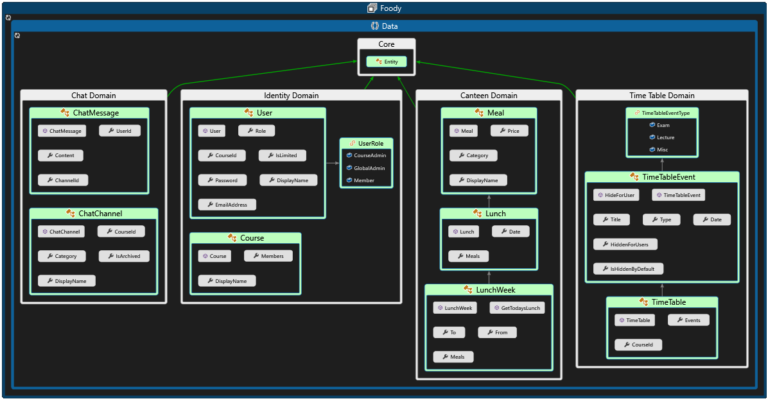 Foody
Data
Core
Entity
Chat Domain
ChatMessage
ChatMessage
UserId
Content
ChannelId
ChatChannel
ChatChannel
CourseId
Category
IsArchived
DisplayName
Identity Domain
User
User
Role
CourseId
IsLimited
Password
DisplayName
EmailAddress
UserRole
CourseAdmin
GlobalAdmin
Member
Course
Course
Members
DisplayName
Canteen Domain
Meal
Meal
Price
Category
DisplayName
Lunch
Lunch
Date
Meals
LunchWeek
LunchWeek
GetTodaysLunch
To
From
Meals
Time Table Domain
TimeTableEventType
Exam
Lecture
Misc
TimeTableEvent
HideForUser
TimeTableEvent
Title
Type
Date
HiddenForUsers
IsHiddenByDefault
TimeTable
TimeTable
Events
CourseId